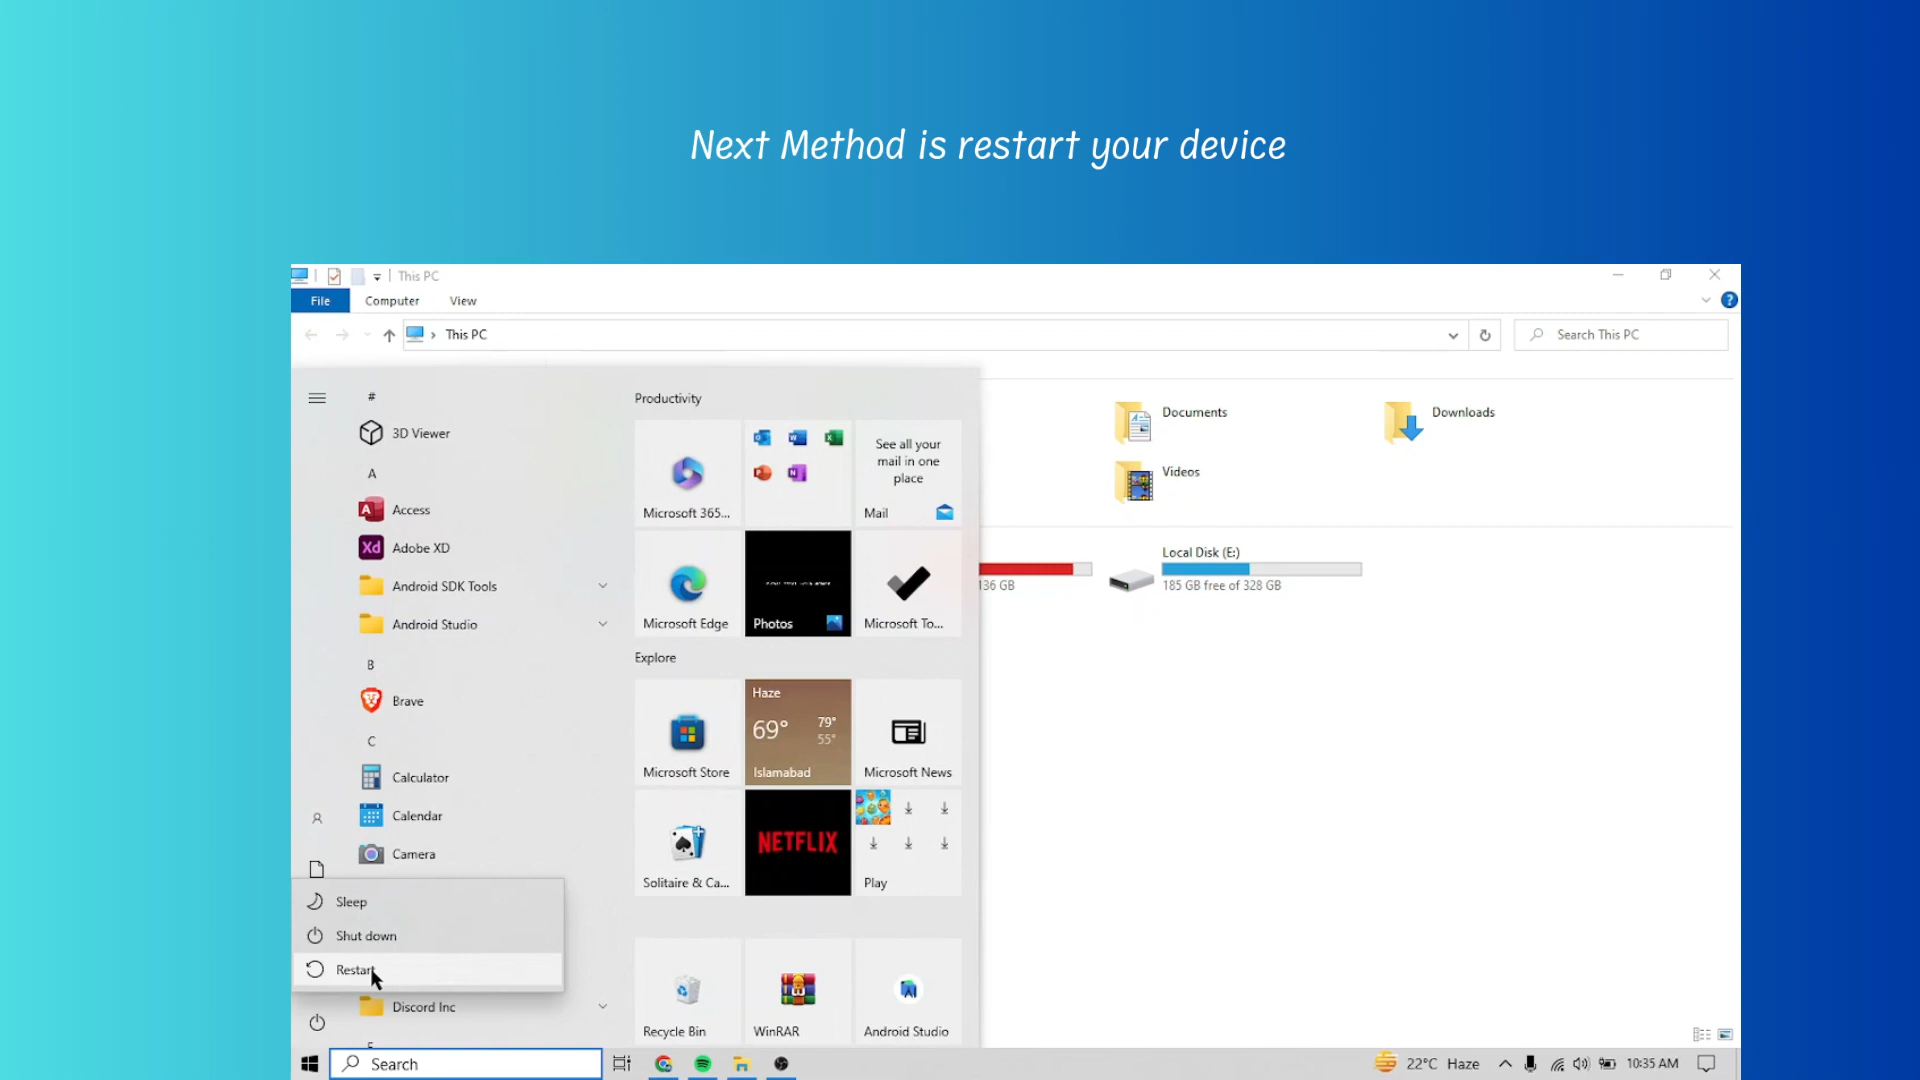 Next Method is restart your device
This PC
File Computer View
This PC
Search This PC
#
3D Viewer
A
Access
Adobe XD
Android SDK Tools
Android Studio
B
Brave
C
Calculator
Calendar
Camera
Sleep
Shut down
Restart
Discord Inc
Productivity
Microsoft 365...
See all your
mail in one
place
Mail
Microsoft Edge
Photos
Microsoft To...
Explore
Microsoft Store
Haze
69°
79°
55°
Islamabad
Microsoft News
Solitaire & Ca...
NETFLIX
Play
Recycle Bin
WinRAR
Android Studio
Documents
Downloads
Videos
136 GB
Local Disk (E:)
185 GB free of 328 GB
Search
22°C Haze
10:35 AM